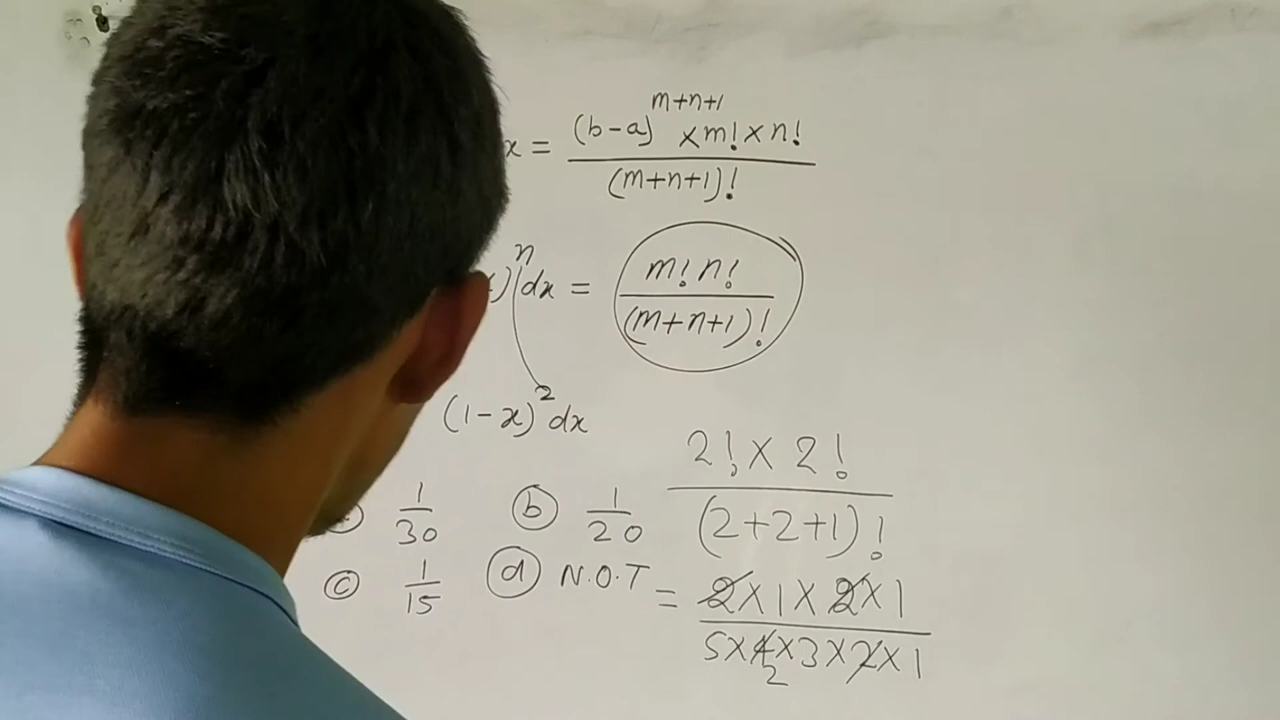 x = (b-a)^{m+n+1} × m! × n! / (m+n+1)!
)^n dx = m! n! / (m+n+1)!
(1-x)^2 dx
2! × 2! / (2+2+1)!
1/30 (b) 1/20
(c) 1/15 (d) N.O.T
= 2×1×2×1 / 5×4×3×2×1
2